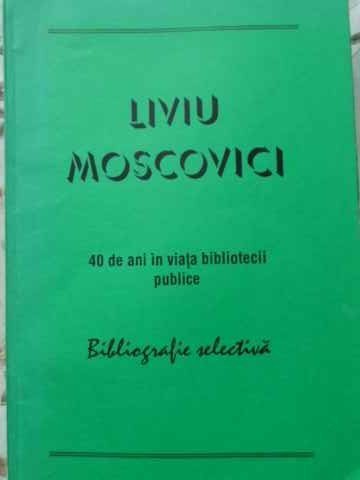 LIVIU
MOSCOVICI
40 de ani în viața bibliotecii
publice
Bibliografie selectivă